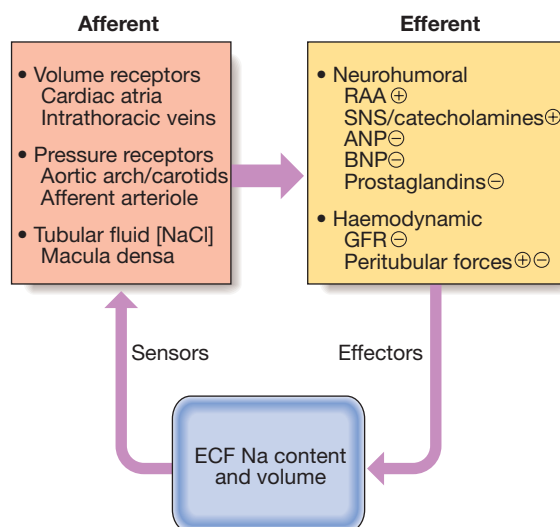 Afferent
• Volume receptors
Cardiac atria
Intrathoracic veins
• Pressure receptors
Aortic arch/carotids
Afferent arteriole
• Tubular fluid [NaCl]
Macula densa
Efferent
• Neurohumoral
RAA ⊕
SNS/catecholamines⊕
ANP⊖
BNP⊖
Prostaglandins⊖
• Haemodynamic
GFR ⊖
Peritubular forces⊕⊖
Sensors
Effectors
ECF Na content
and volume